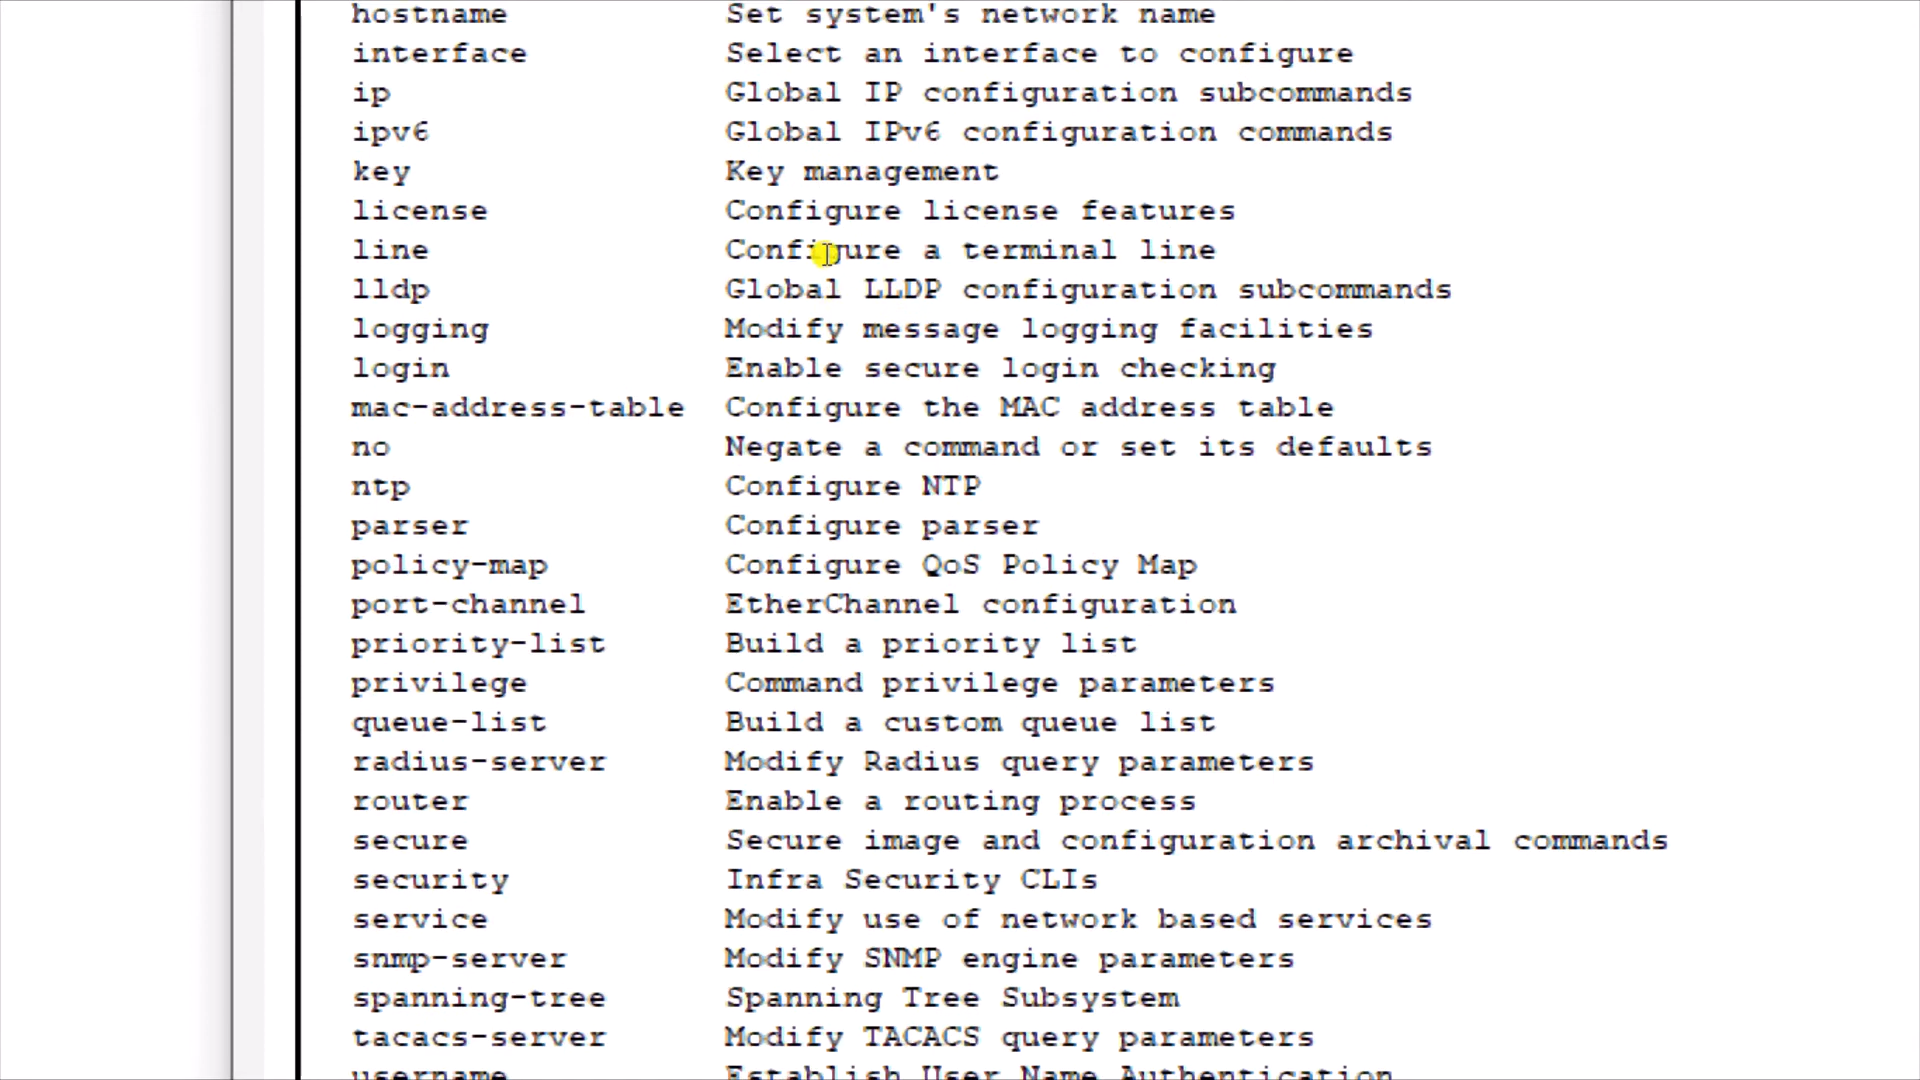 hostname Set system's network name
interface Select an interface to configure
ip Global IP configuration subcommands
ipv6 Global IPv6 configuration commands
key Key management
license Configure license features
line Configure a terminal line
lldp Global LLDP configuration subcommands
logging Modify message logging facilities
login Enable secure login checking
mac-address-table Configure the MAC address table
no Negate a command or set its defaults
ntp Configure NTP
parser Configure parser
policy-map Configure QoS Policy Map
port-channel EtherChannel configuration
priority-list Build a priority list
privilege Command privilege parameters
queue-list Build a custom queue list
radius-server Modify Radius query parameters
router Enable a routing process
secure Secure image and configuration archival commands
security Infra Security CLIs
service Modify use of network based services
snmp-server Modify SNMP engine parameters
spanning-tree Spanning Tree Subsystem
tacacs-server Modify TACACS query parameters
username Establish User Name Authentication